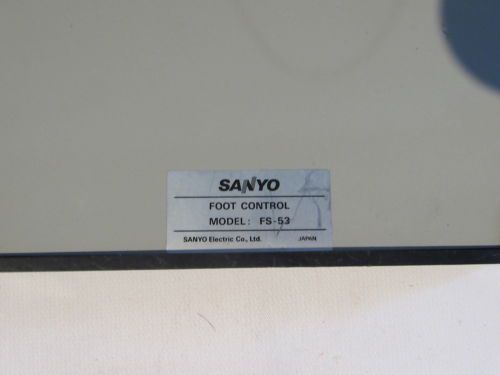 SANYO
FOOT CONTROL
MODEL: FS-53
SANYO Electric Co., Ltd. JAPAN